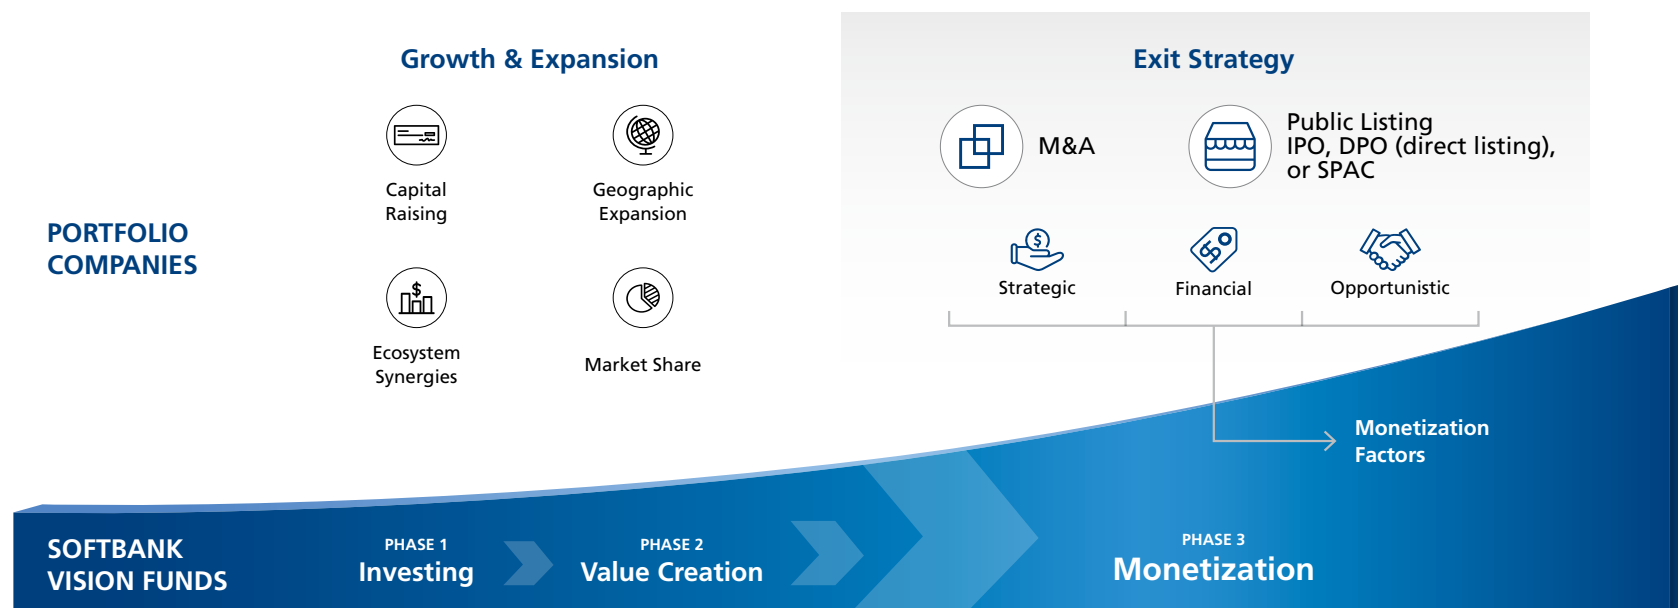 Growth & Expansion
Capital
Raising
Geographic
Expansion
Ecosystem
Synergies
Market Share
PORTFOLIO
COMPANIES
Exit Strategy
M&A
Public Listing
IPO, DPO (direct listing),
or SPAC
Strategic
Financial
Opportunistic
Monetization
Factors
SOFTBANK
VISION FUNDS
PHASE 1
Investing
PHASE 2
Value Creation
PHASE 3
Monetization